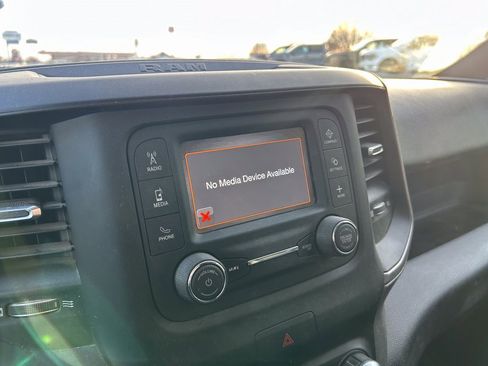 RAM
RADIO
MEDIA
PHONE
No Media Device Available
COMPASS
SETTINGS
MORE